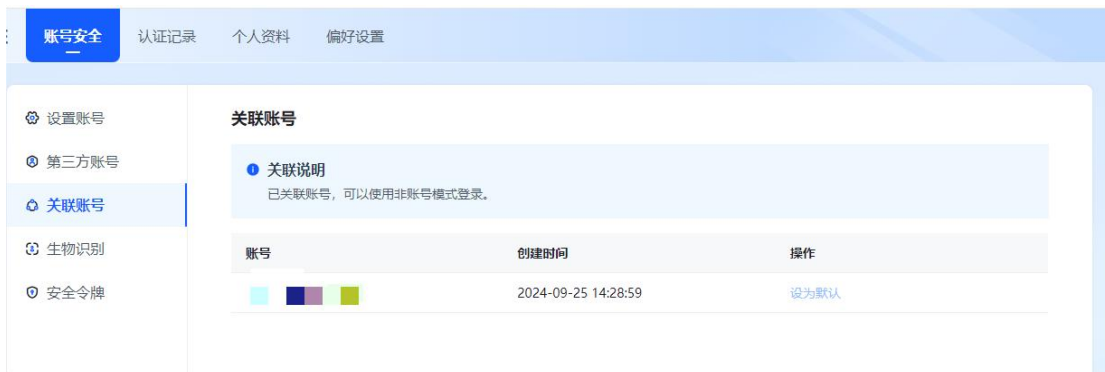 账号安全 认证记录 个人资料 偏好设置
设置账号
第三方账号
关联账号
生物识别
安全令牌
关联账号
关联说明
已关联账号，可以使用非账号模式登录。
账号 创建时间 操作
2024-09-25 14:28:59 设为默认